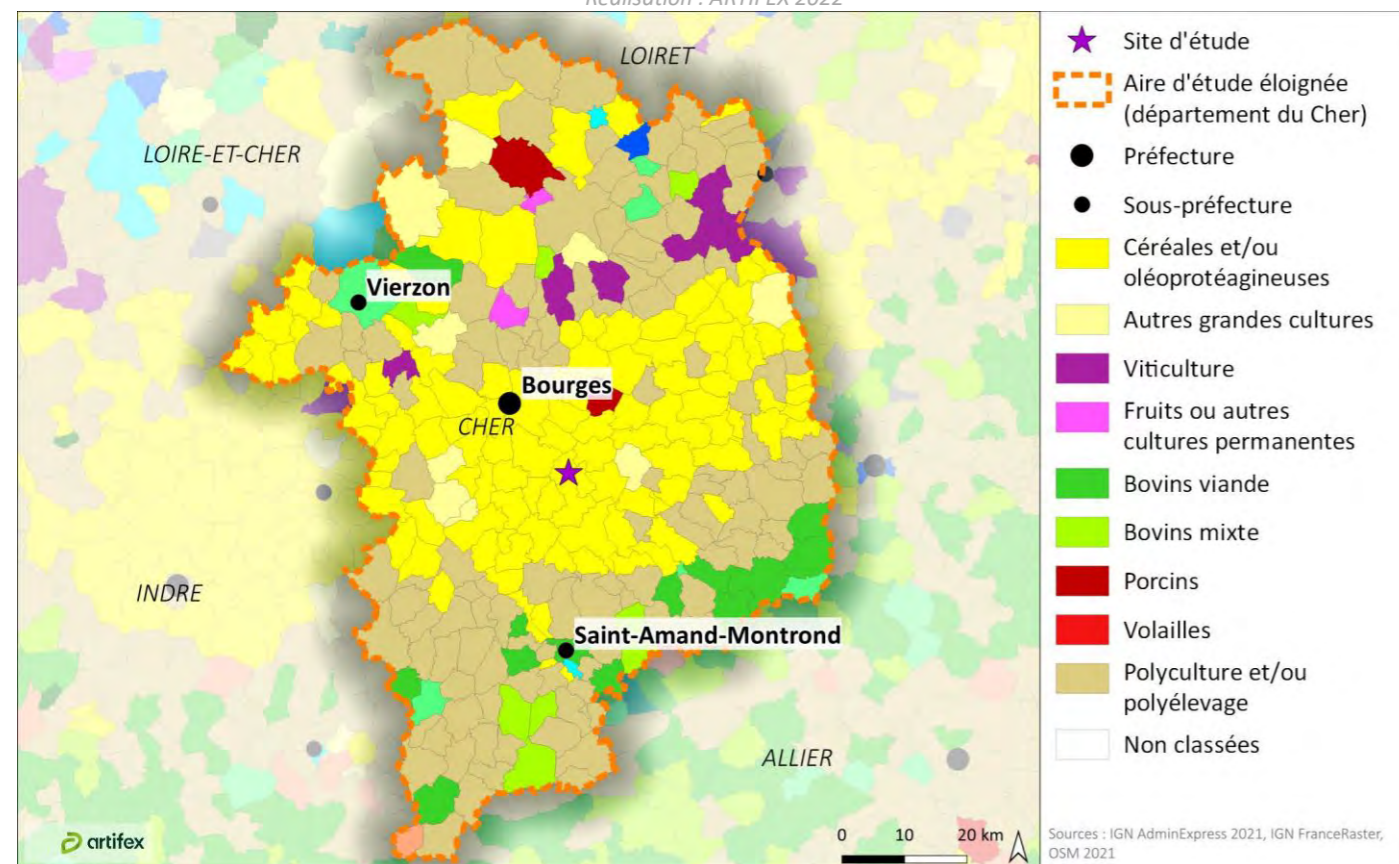 Réalisation : ARTIFEX 2022
LOIRET
LOIRE-ET-CHER
Vierzon
Bourges
CHER
INDRE
Saint-Amand-Montrond
ALLIER
artifex
0 10 20 km
Site d'étude
Aire d'étude éloignée
(département du Cher)
Préfecture
Sous-préfecture
Céréales et/ou
oléoprotéagineuses
Autres grandes cultures
Viticulture
Fruits ou autres
cultures permanentes
Bovins viande
Bovins mixte
Porcins
Volailles
Polyculture et/ou
polyélevage
Non classées
Sources : IGN AdminExpress 2021, IGN FranceRaster,
OSM 2021